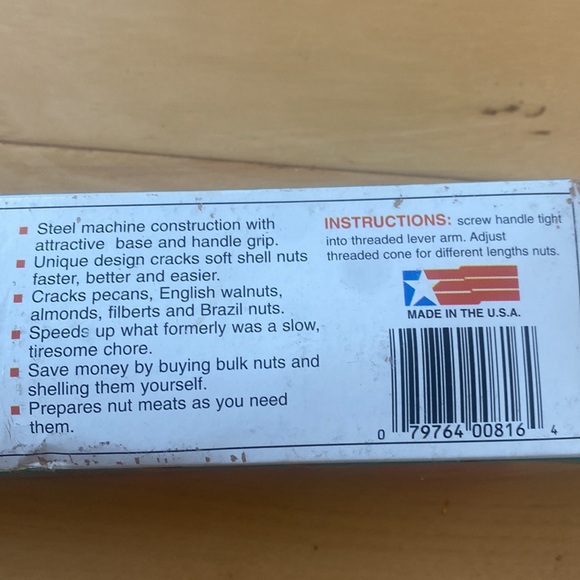 Steel machine construction with
attractive base and handle grip.
Unique design cracks soft shell nuts
faster, better and easier.
Cracks pecans, English walnuts,
almonds, filberts and Brazil nuts.
Speeds up what formerly was a slow,
tiresome chore.
Save money by buying bulk nuts and
shelling them yourself.
Prepares nut meats as you need
them.
INSTRUCTIONS: screw handle tight
into threaded lever arm. Adjust
threaded cone for different lengths nuts.
MADE IN THE U.S.A.
0 79764 00816 4